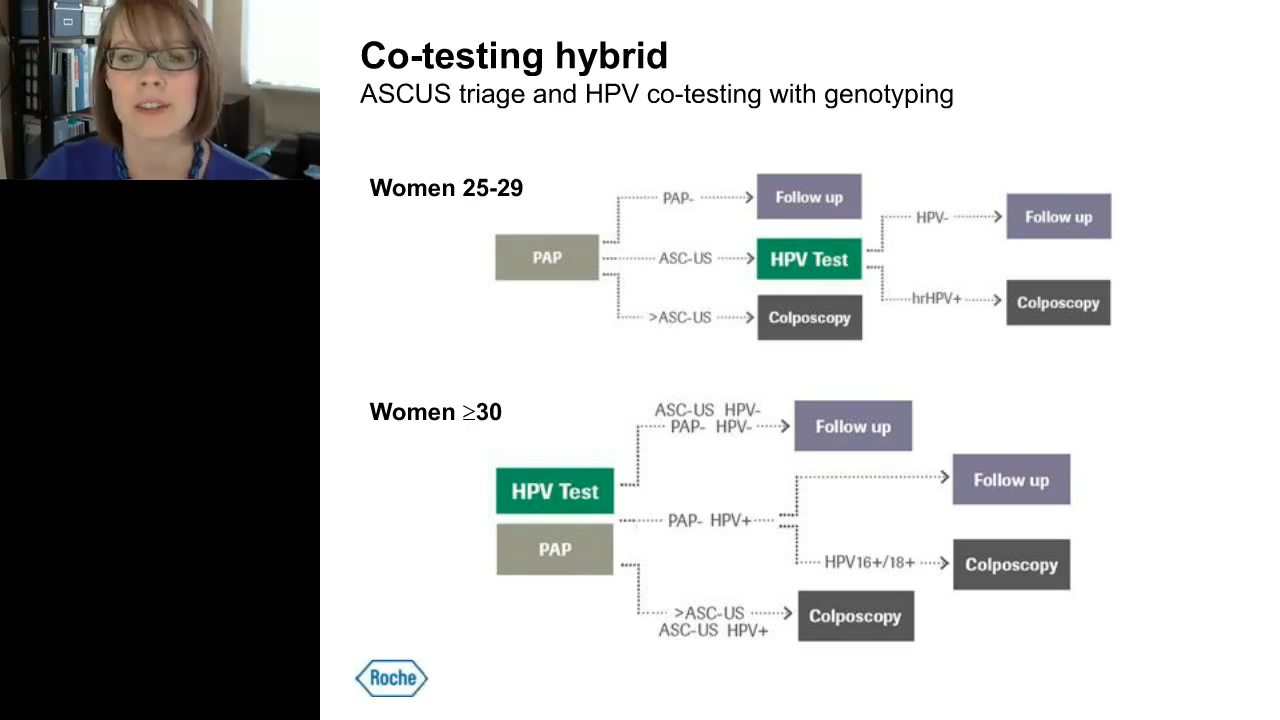 Co-testing hybrid
ASCUS triage and HPV co-testing with genotyping
Women 25-29
PAP
PAP-
Follow up
ASC-US
HPV Test
>ASC-US
Colposcopy
HPV-
Follow up
hrHPV+
Colposcopy
Women ≥30
HPV Test
PAP
ASC-US HPV-
PAP- HPV-
Follow up
PAP- HPV+
Follow up
HPV16+/18+
Colposcopy
>ASC-US
ASC-US HPV+
Colposcopy
Roche